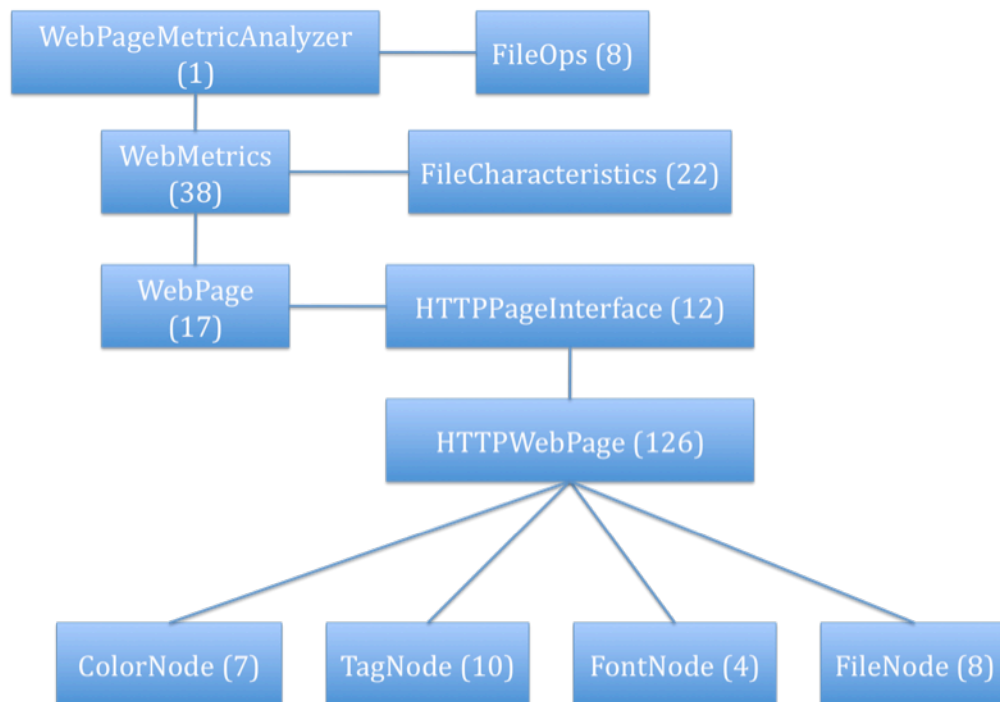 WebPageMetricAnalyzer
(1)
FileOps (8)
WebMetrics
(38)
FileCharacteristics (22)
WebPage
(17)
HTTPPageInterface (12)
HTTPWebPage (126)
ColorNode (7)
TagNode (10)
FontNode (4)
FileNode (8)